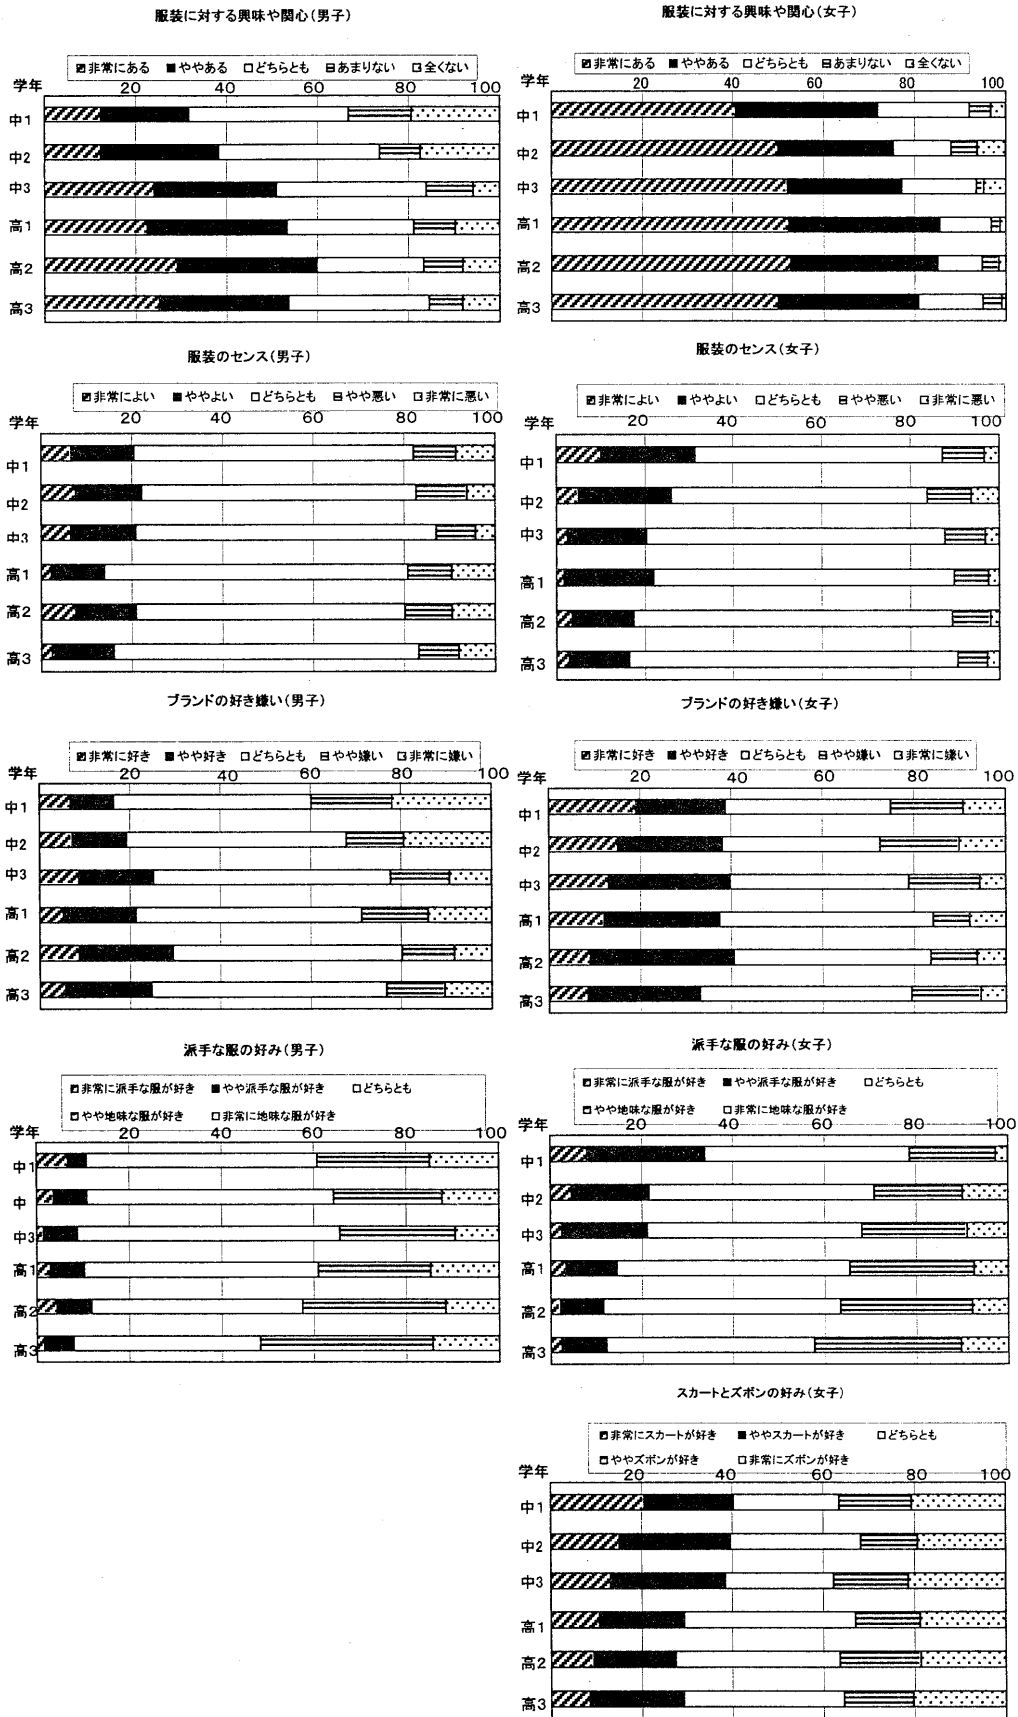 服装に対する興味や関心(男子)
非常にある ややある どちらとも あまりない 全くない
学年 20 40 60 80 100
中1
中2
中3
高1
高2
高3
服装に対する興味や関心(女子)
非常にある ややある どちらとも あまりない 全くない
学年 20 40 60 80 100
中1
中2
中3
高1
高2
高3
服装のセンス(男子)
非常によい ややよい どちらとも やや悪い 非常に悪い
学年 20 40 60 80 100
中1
中2
中3
高1
高2
高3
服装のセンス(女子)
非常によい ややよい どちらとも やや悪い 非常に悪い
学年 20 40 60 80 100
中1
中2
中3
高1
高2
高3
ブランドの好き嫌い(男子)
非常に好き やや好き どちらとも やや嫌い 非常に嫌い
学年 20 40 60 80 100
中1
中2
中3
高1
高2
高3
ブランドの好き嫌い(女子)
非常に好き やや好き どちらとも やや嫌い 非常に嫌い
学年 20 40 60 80 100
中1
中2
中3
高1
高2
高3
派手な服の好み(男子)
非常に派手な服が好き やや派手な服が好き どちらとも
やや地味な服が好き 非常に地味な服が好き
学年 20 40 60 80 100
中1
中
中3
高1
高2
高3
派手な服の好み(女子)
非常に派手な服が好き やや派手な服が好き どちらとも
やや地味な服が好き 非常に地味な服が好き
学年 20 40 60 80 100
中1
中2
中3
高1
高2
高3
スカートとズボンの好み(女子)
非常にスカートが好き ややスカートが好き どちらとも
ややズボンが好き 非常にズボンが好き
学年 20 40 60 80 100
中1
中2
中3
高1
高2
高3